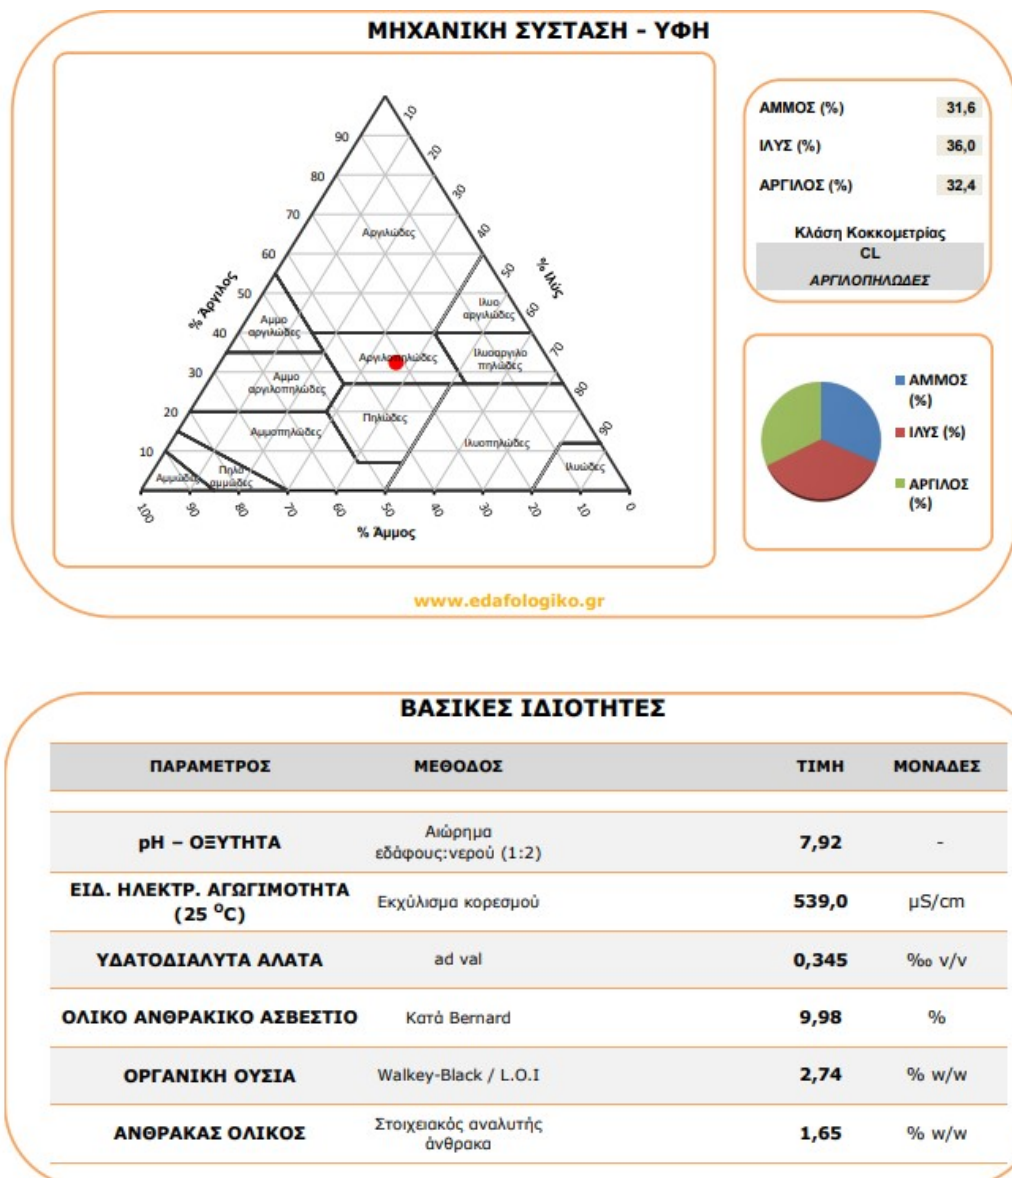 ΜΗΧΑΝΙΚΗ ΣΥΣΤΑΣΗ - ΥΦΗ
10
90
20
80
30
70
Αργιλώδες
40
60
50
% Ιλύς
50
Ιλυο
αργιλώδες
60
% Άργιλος
Αμμο
αργιλώδες
40
70
Αργιλοπηλώδες
Ιλυοαργιλο
πηλώδες
30
Αμμο
αργιλοπηλώδες
80
20
Πηλώδες
Αμμοπηλώδες
90
Ιλυοπηλώδες
10
Αμμώδες
Πηλο
αμμώδες
Ιλυώδες
100
90
80
70
60
50
40
30
20
10
0
% Άμμος
ΑΜΜΟΣ (%) 31,6
ΙΛΥΣ (%) 36,0
ΑΡΓΙΛΟΣ (%) 32,4
Κλάση Κοκκομετρίας
CL
ΑΡΓΙΛΟΠΗΛΩΔΕΣ
ΑΜΜΟΣ
(%)
ΙΛΥΣ (%)
ΑΡΓΙΛΟΣ
(%)
www.edafologiko.gr
ΒΑΣΙΚΕΣ ΙΔΙΟΤΗΤΕΣ
ΠΑΡΑΜΕΤΡΟΣ ΜΕΘΟΔΟΣ ΤΙΜΗ ΜΟΝΑΔΕΣ
pH – ΟΞΥΤΗΤΑ Αιώρημα
εδάφους:νερού (1:2) 7,92 -
ΕΙΔ. ΗΛΕΚΤΡ. ΑΓΩΓΙΜΟΤΗΤΑ
(25 °C) Εκχύλισμα κορεσμού 539,0 μS/cm
ΥΔΑΤΟΔΙΑΛΥΤΑ ΑΛΑΤΑ ad val 0,345 ‰ v/v
ΟΛΙΚΟ ΑΝΘΡΑΚΙΚΟ ΑΣΒΕΣΤΙΟ Κατά Bernard 9,98 %
ΟΡΓΑΝΙΚΗ ΟΥΣΙΑ Walkey-Black / L.O.I 2,74 % w/w
ΑΝΘΡΑΚΑΣ ΟΛΙΚΟΣ Στοιχειακός αναλυτής
άνθρακα 1,65 % w/w